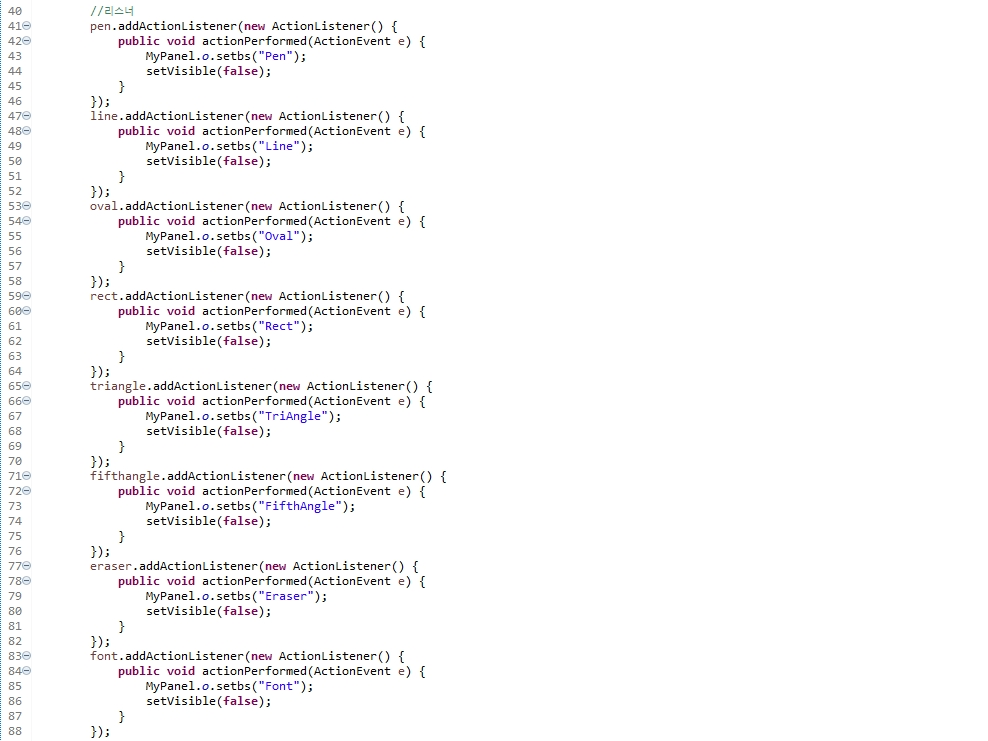 40 //리스너
41 pen.addActionListener(new ActionListener() {
42 public void actionPerformed(ActionEvent e) {
43 MyPanel.o.setbs("Pen");
44 setVisible(false);
45 }
46 });
47 line.addActionListener(new ActionListener() {
48 public void actionPerformed(ActionEvent e) {
49 MyPanel.o.setbs("Line");
50 setVisible(false);
51 }
52 });
53 oval.addActionListener(new ActionListener() {
54 public void actionPerformed(ActionEvent e) {
55 MyPanel.o.setbs("Oval");
56 setVisible(false);
57 }
58 });
59 rect.addActionListener(new ActionListener() {
60 public void actionPerformed(ActionEvent e) {
61 MyPanel.o.setbs("Rect");
62 setVisible(false);
63 }
64 });
65 triangle.addActionListener(new ActionListener() {
66 public void actionPerformed(ActionEvent e) {
67 MyPanel.o.setbs("TriAngle");
68 setVisible(false);
69 }
70 });
71 fifthangle.addActionListener(new ActionListener() {
72 public void actionPerformed(ActionEvent e) {
73 MyPanel.o.setbs("FifthAngle");
74 setVisible(false);
75 }
76 });
77 eraser.addActionListener(new ActionListener() {
78 public void actionPerformed(ActionEvent e) {
79 MyPanel.o.setbs("Eraser");
80 setVisible(false);
81 }
82 });
83 font.addActionListener(new ActionListener() {
84 public void actionPerformed(ActionEvent e) {
85 MyPanel.o.setbs("Font");
86 setVisible(false);
87 }
88 });